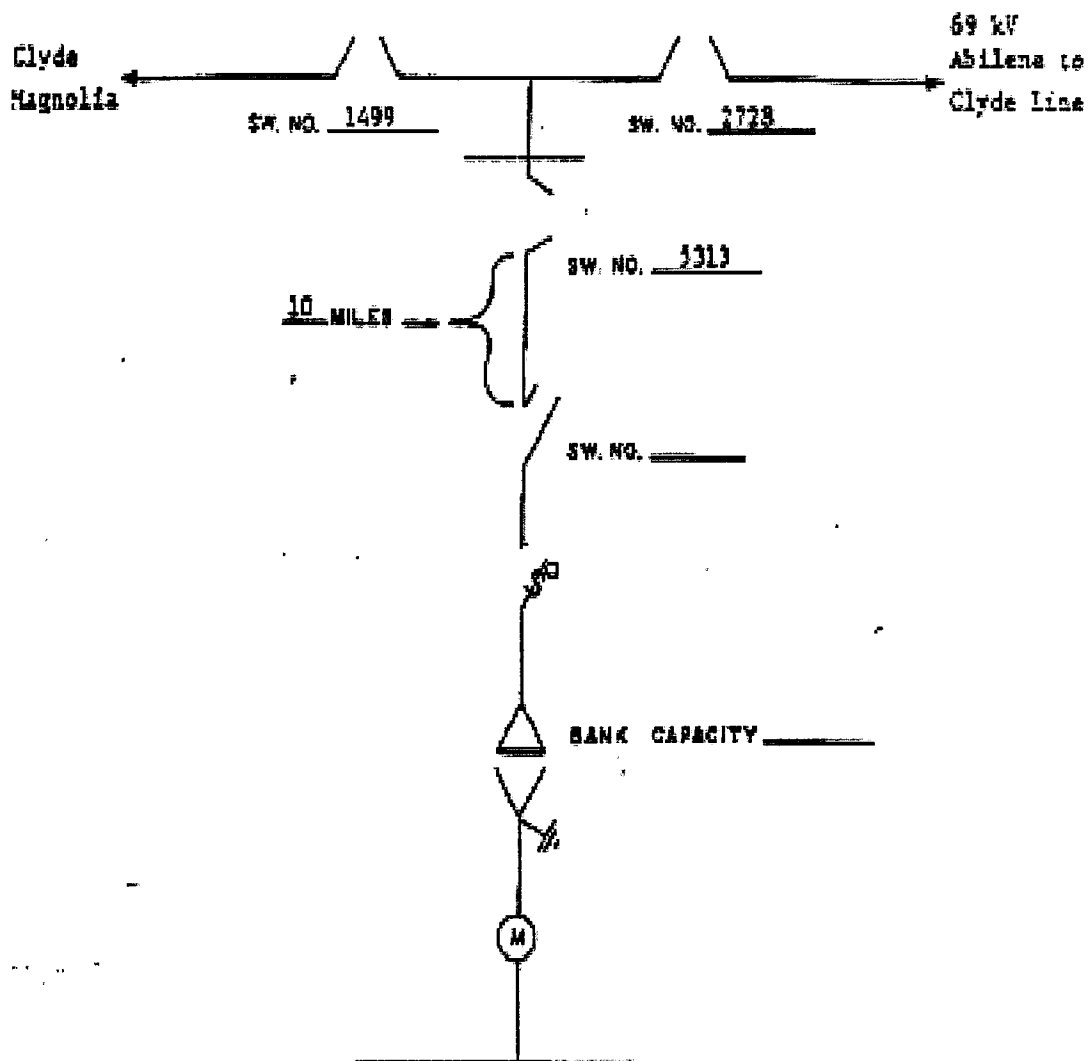 Clyde
Magnolia
69 kV
Abilene to
Clyde Line
SW. NO. 1499
SW. NO. 2728
SW. NO. 5313
10 MILES
SW. NO.
BANK CAPACITY
M